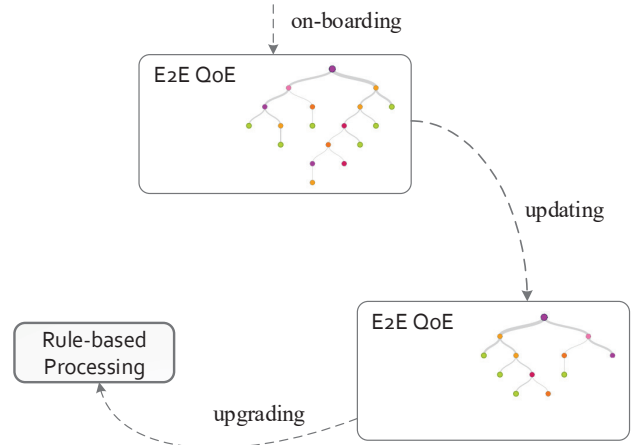 on-boarding
E2E QoE
updating
E2E QoE
Rule-based
Processing
upgrading